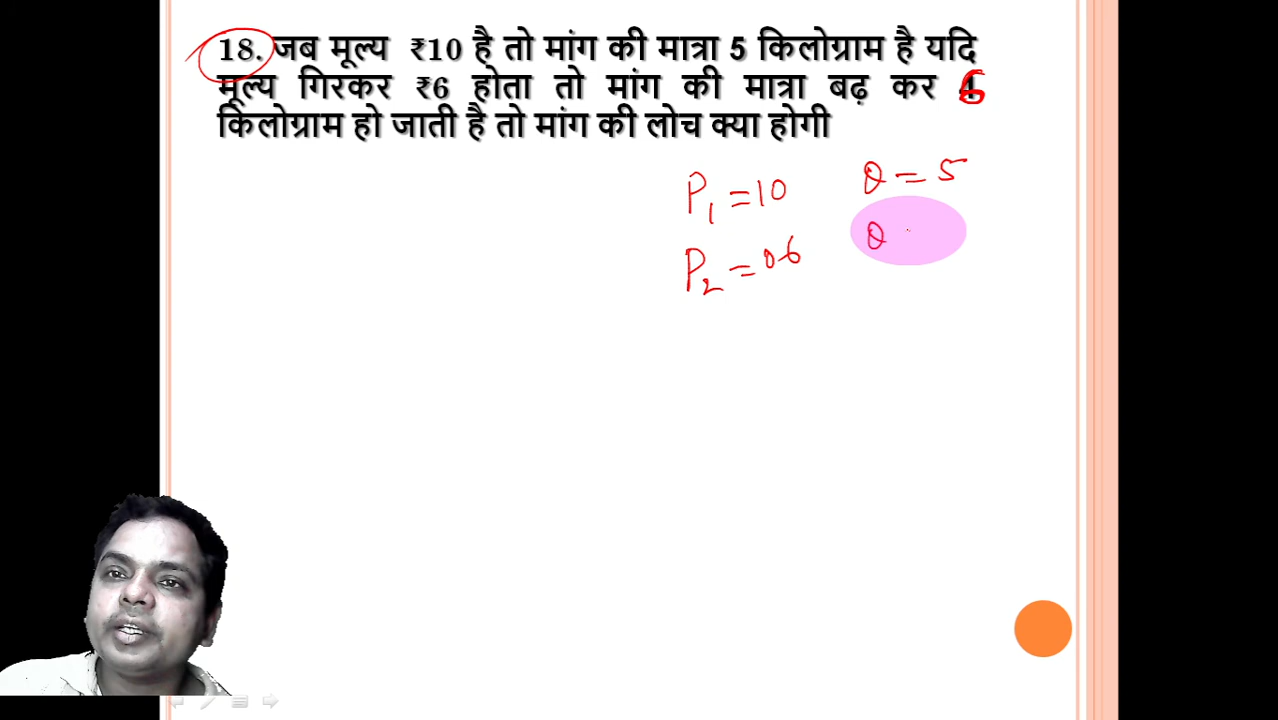 18. जब मूल्य ₹10 है तो मांग की मात्रा 5 किलोग्राम है यदि
मूल्य गिरकर ₹6 होता तो मांग की मात्रा बढ़ कर 6
किलोग्राम हो जाती है तो मांग की लोच क्या होगी
P₁ = 10 Q = 5
P₂ = 06 Q